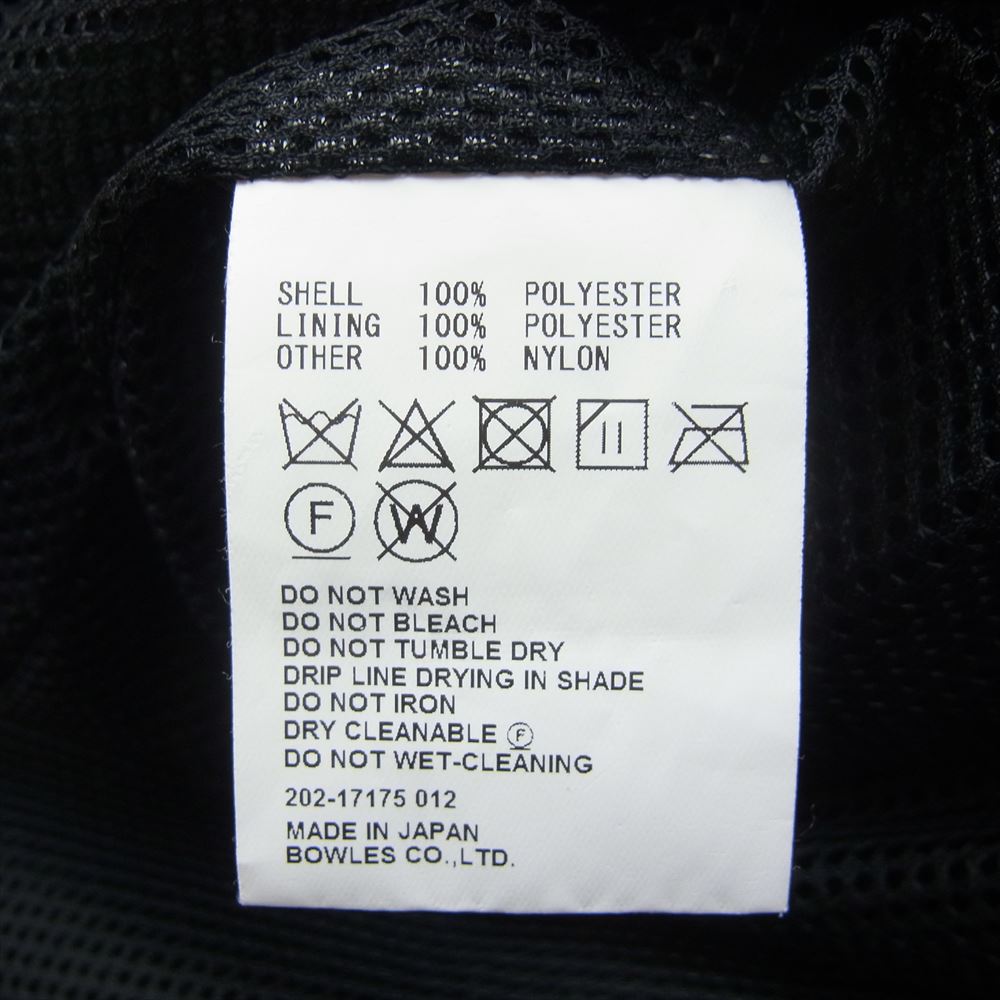 SHELL 100% POLYESTER
LINING 100% POLYESTER
OTHER 100% NYLON
F W
DO NOT WASH
DO NOT BLEACH
DO NOT TUMBLE DRY
DRIP LINE DRYING IN SHADE
DO NOT IRON
DRY CLEANABLE Ⓕ
DO NOT WET-CLEANING
202-17175 012
MADE IN JAPAN
BOWLES CO.,LTD.